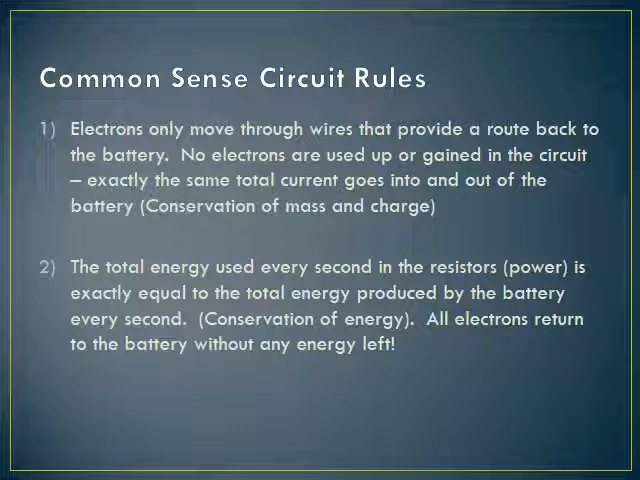 Common Sense Circuit Rules
1) Electrons only move through wires that provide a route back to
the battery. No electrons are used up or gained in the circuit
– exactly the same total current goes into and out of the
battery (Conservation of mass and charge)
2) The total energy used every second in the resistors (power) is
exactly equal to the total energy produced by the battery
every second. (Conservation of energy). All electrons return
to the battery without any energy left!